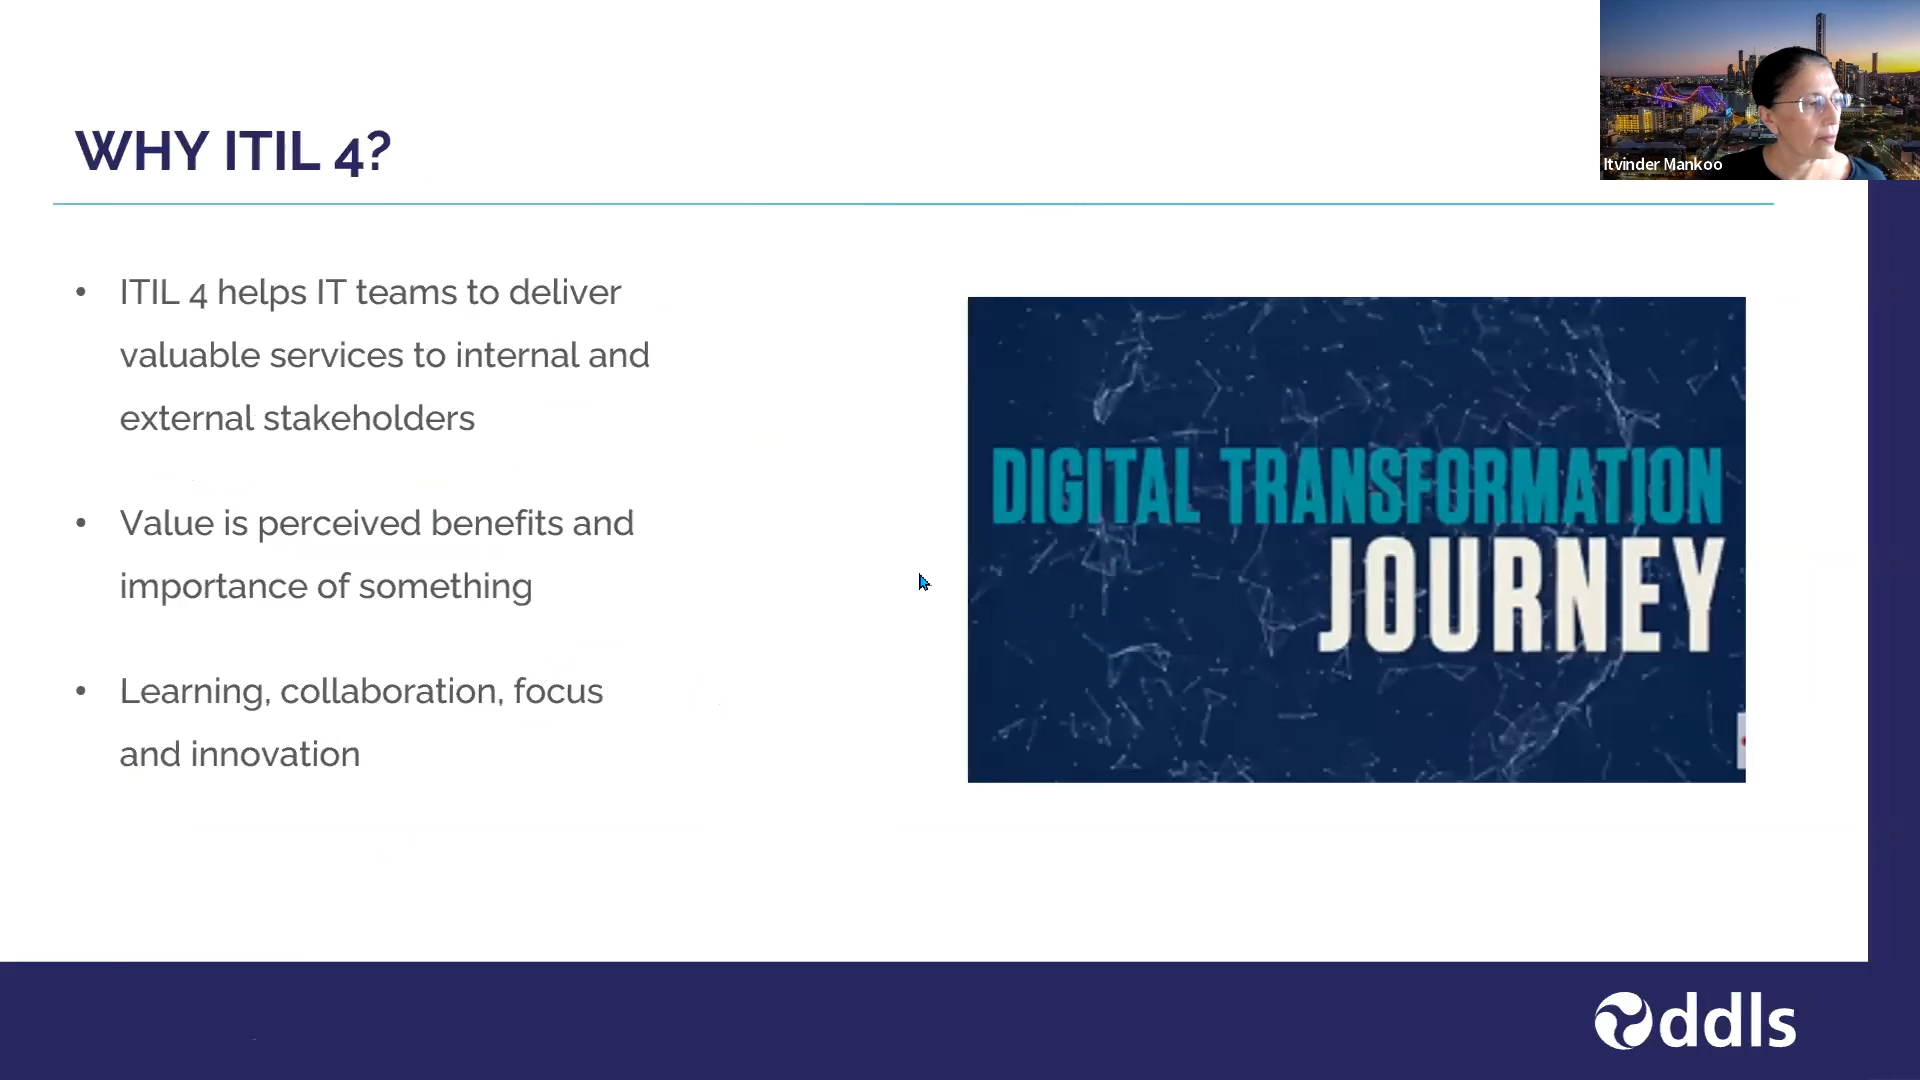 WHY ITIL 4?
Itvinder Mankoo
• ITIL 4 helps IT teams to deliver
valuable services to internal and
external stakeholders
• Value is perceived benefits and
importance of something
• Learning, collaboration, focus
and innovation
DIGITAL TRANSFORMATION
JOURNEY
ddls